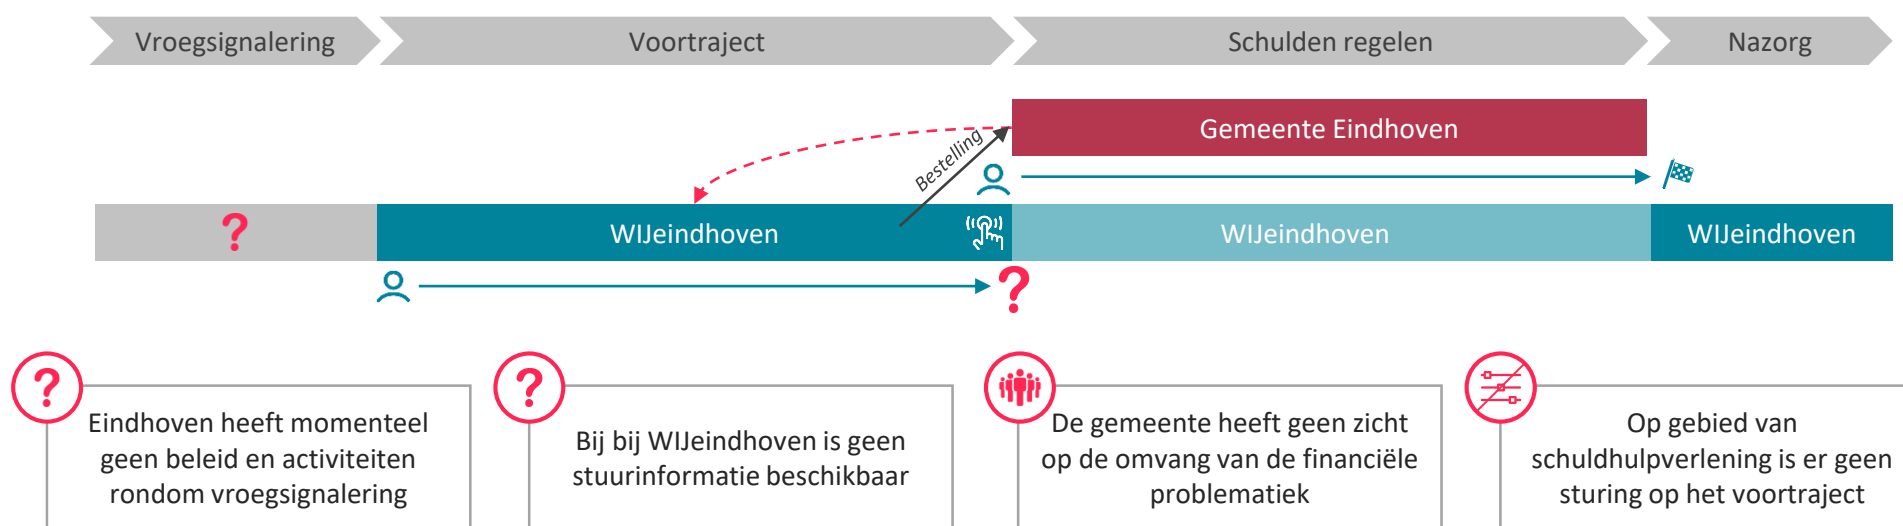 Vroegsignalering
Voortraject
Schulden regelen
Nazorg
Gemeente Eindhoven
Bestelling
?
WIJeindhoven
WIJeindhoven
WIJeindhoven
?
?
Eindhoven heeft momenteel
geen beleid en activiteiten
rondom vroegsignalering
?
Bij bij WIJeindhoven is geen
stuurinformatie beschikbaar
De gemeente heeft geen zicht
op de omvang van de financiële
problematiek
Op gebied van
schuldhulpverlening is er geen
sturing op het voortraject